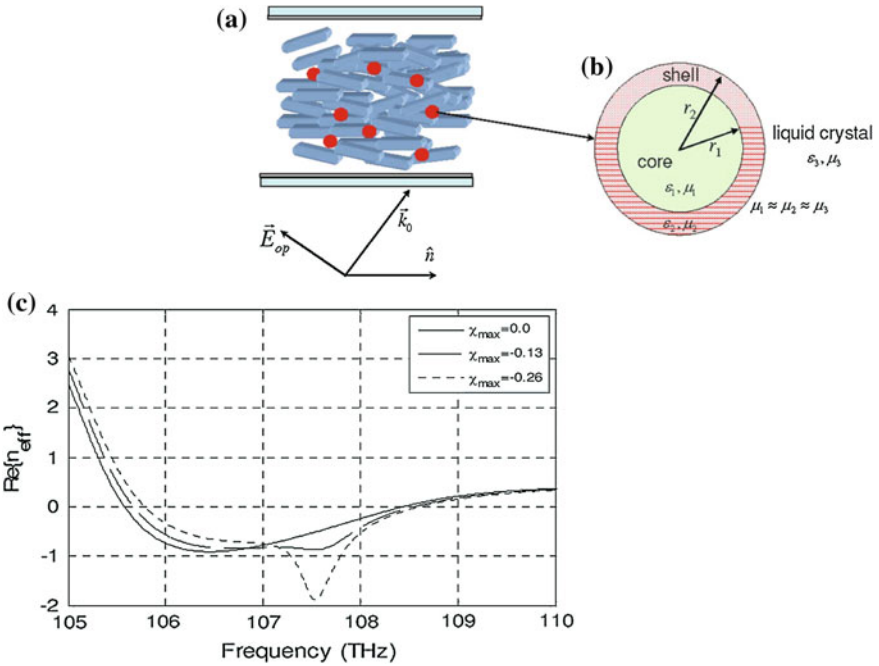 (a)
(b)
shell
r₂
r₁
core
ε₁, μ₁
ε₂, μ₂
liquid crystal
ε₃, μ₃
μ₁ ≈ μ₂ ≈ μ₃
k⃗₀
E⃗op
n̂
(c)
χmax=0.0
χmax=-0.13
χmax=-0.26
Re{neff}
4
3
2
1
0
-1
-2
105 106 107 108 109 110
Frequency (THz)